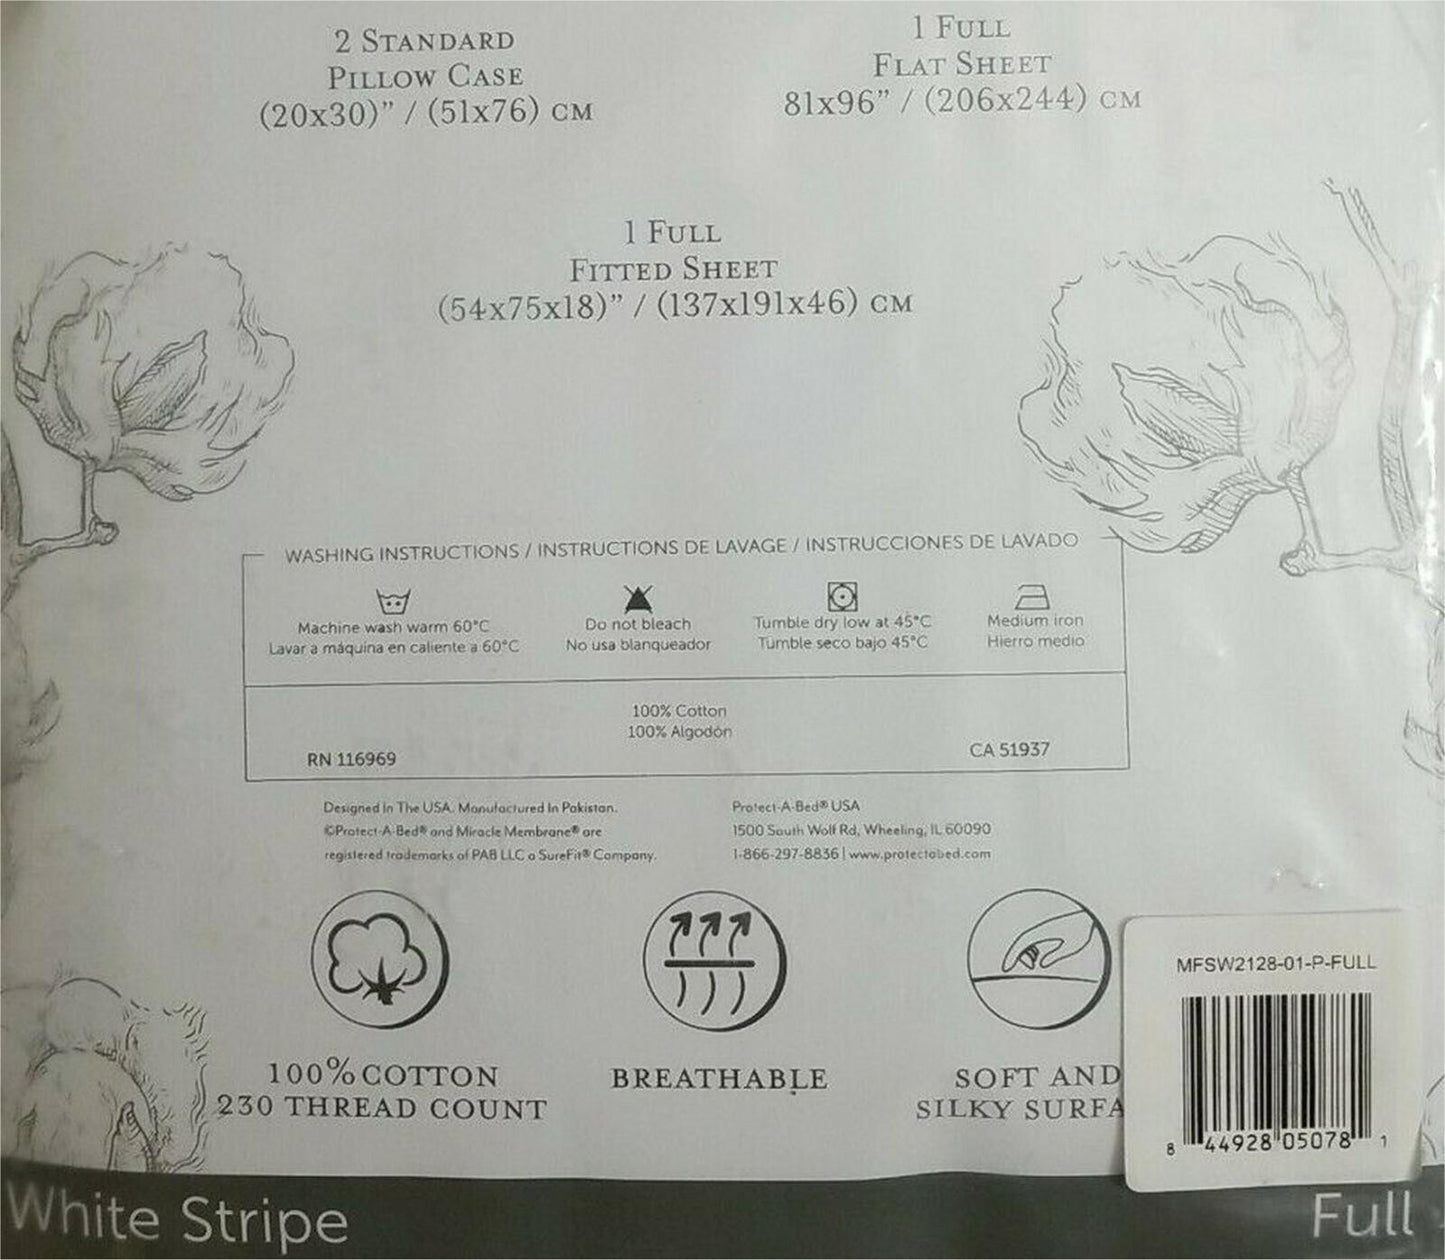 2 STANDARD
PILLOW CASE
(20x30)” / (51x76) CM
1 FULL
FLAT SHEET
81x96” / (206x244) CM
1 FULL
FITTED SHEET
(54x75x18)” / (137x191x46) CM
WASHING INSTRUCTIONS / INSTRUCTIONS DE LAVAGE / INSTRUCCIONES DE LAVADO
Machine wash warm 60°C
Lavar a máquina en caliente a 60°C
Do not bleach
No usa blanqueador
Tumble dry low at 45°C
Tumble seco bajo 45°C
Medium iron
Hierro medio
100% Cotton
100% Algodón
RN 116969
CA 51937
Designed In The USA. Manufactured In Pakistan.
©Protect-A-Bed® and Miracle Membrane® are
registered trademarks of PAB LLC a SureFit® Company.
Protect-A-Bed® USA
1500 South Wolf Rd, Wheeling, IL 60090
1-866-297-8836 | www.protectabed.com
100% COTTON
230 THREAD COUNT
BREATHABLE
SOFT AND
SILKY SURFA
MFSW2128-01-P-FULL
8 44928 05078 1
White Stripe
Full